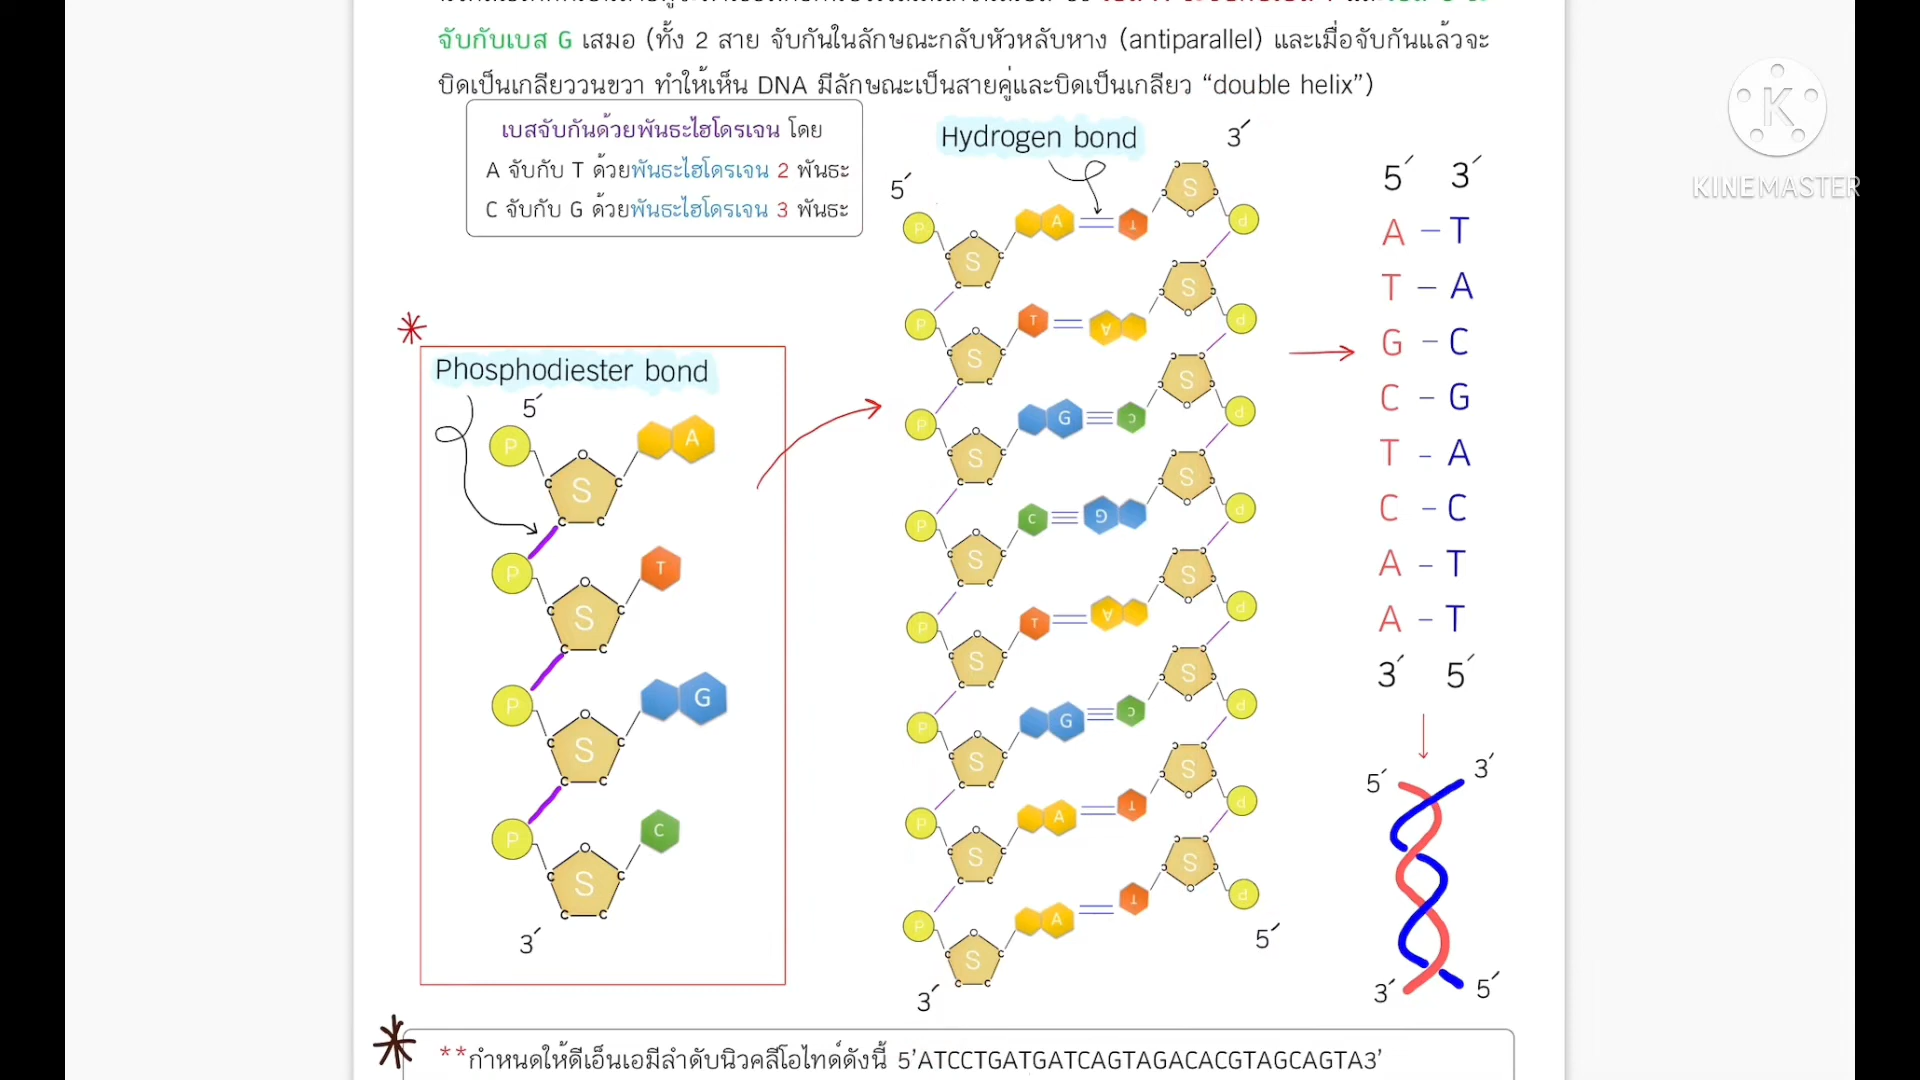 จับกับเบส G เสมอ (ทั้ง 2 สาย จับกันในลักษณะกลับหัวหลับหาง (antiparallel) และเมื่อจับกันแล้วจะ
บิดเป็นเกลียววนขวา ทำให้เห็น DNA มีลักษณะเป็นสายคู่และบิดเป็นเกลียว “double helix”)
เบสจับกันด้วยพันธะไฮโดรเจน โดย
A จับกับ T ด้วยพันธะไฮโดรเจน 2 พันธะ
C จับกับ G ด้วยพันธะไฮโดรเจน 3 พันธะ
Phosphodiester bond
5′
P S A
P S T
P S G
P S C
3′
Hydrogen bond
5′ 3′
P S A T S P
P S T A S P
P S G C S P
P S C G S P
P S T A S P
P S G C S P
P S A T S P
P S A T S P
3′ 5′
5′ 3′
A – T
T – A
G – C
C – G
T – A
C – C
A – T
A – T
3′ 5′
5′ 3′
3′ 5′
K
KINEMASTER
**กำหนดให้ดีเอ็นเอมีลำดับนิวคลีโอไทด์ดังนี้ 5’ATCCTGATGATCAGTAGACACGTAGCAGTA3’